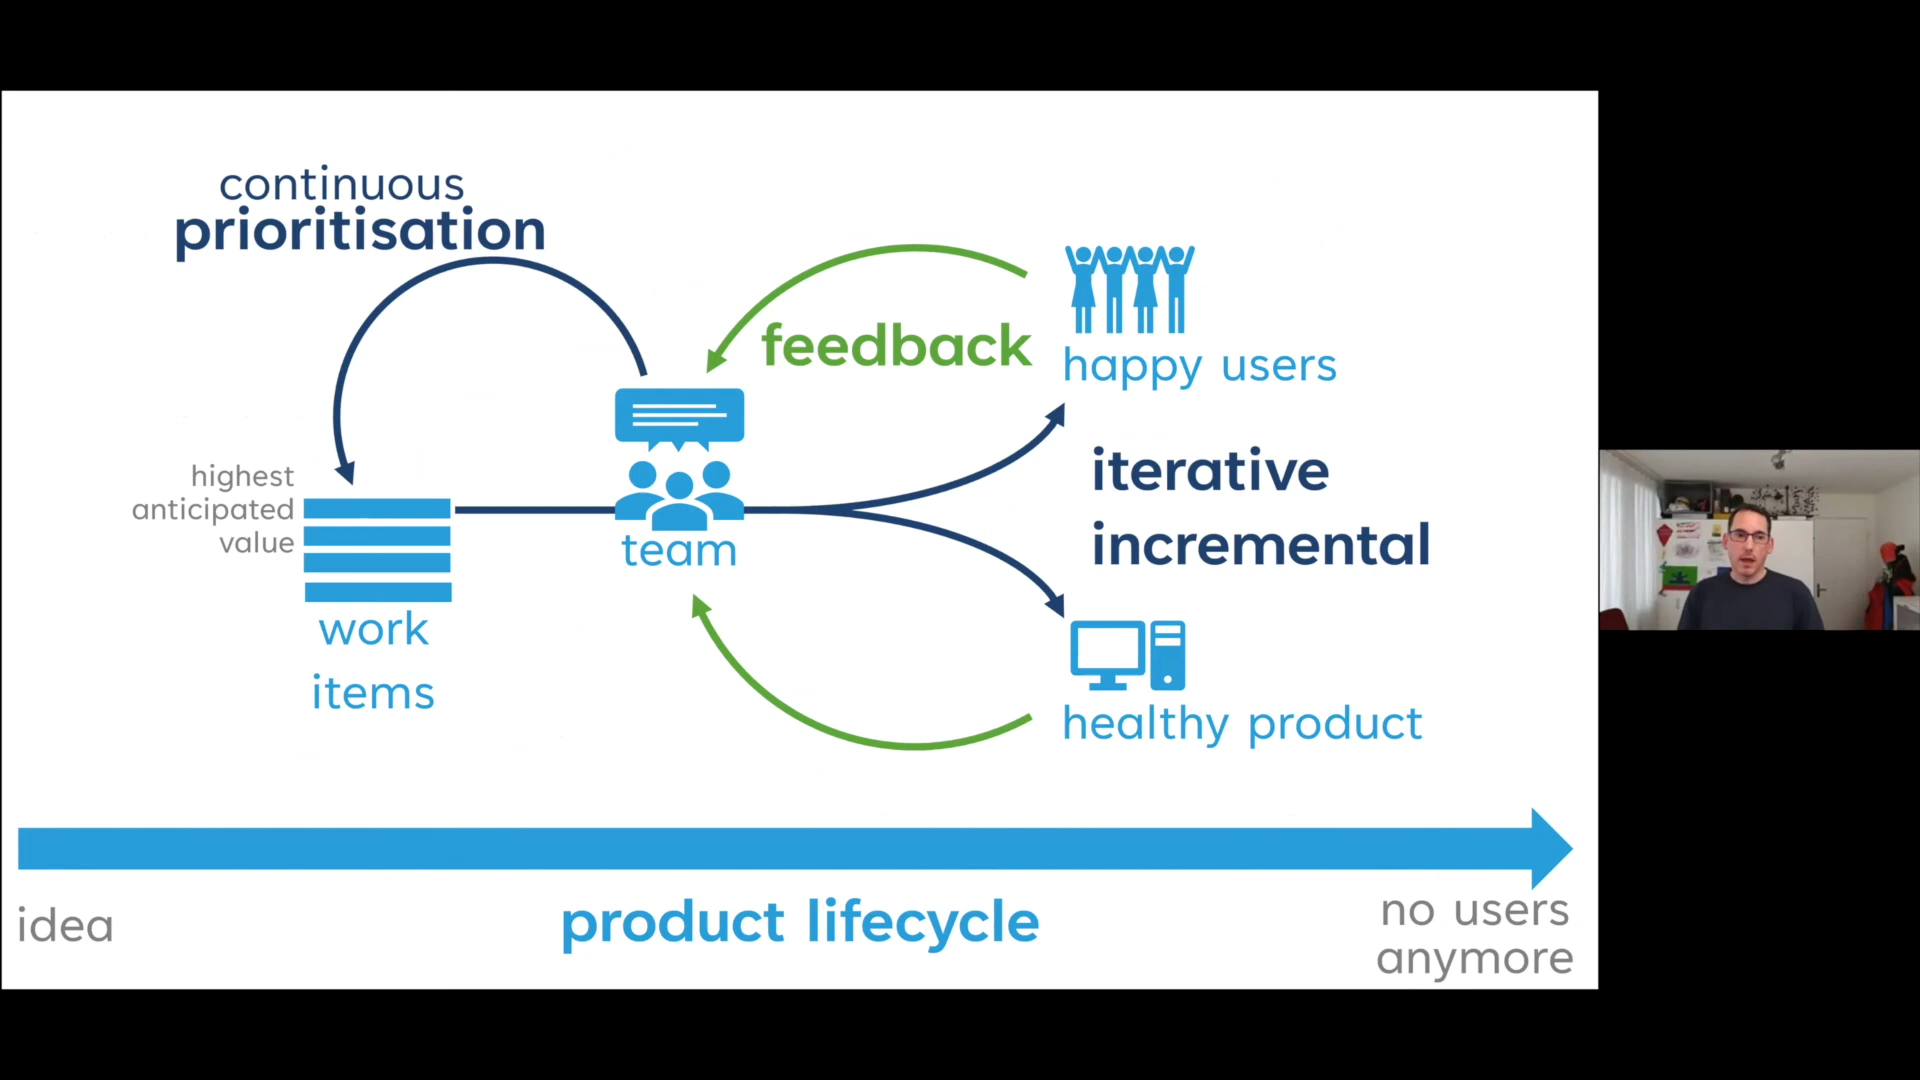 continuous
prioritisation
feedback
happy users
highest
anticipated
value
team
iterative
incremental
work
items
healthy product
idea
product lifecycle
no users
anymore